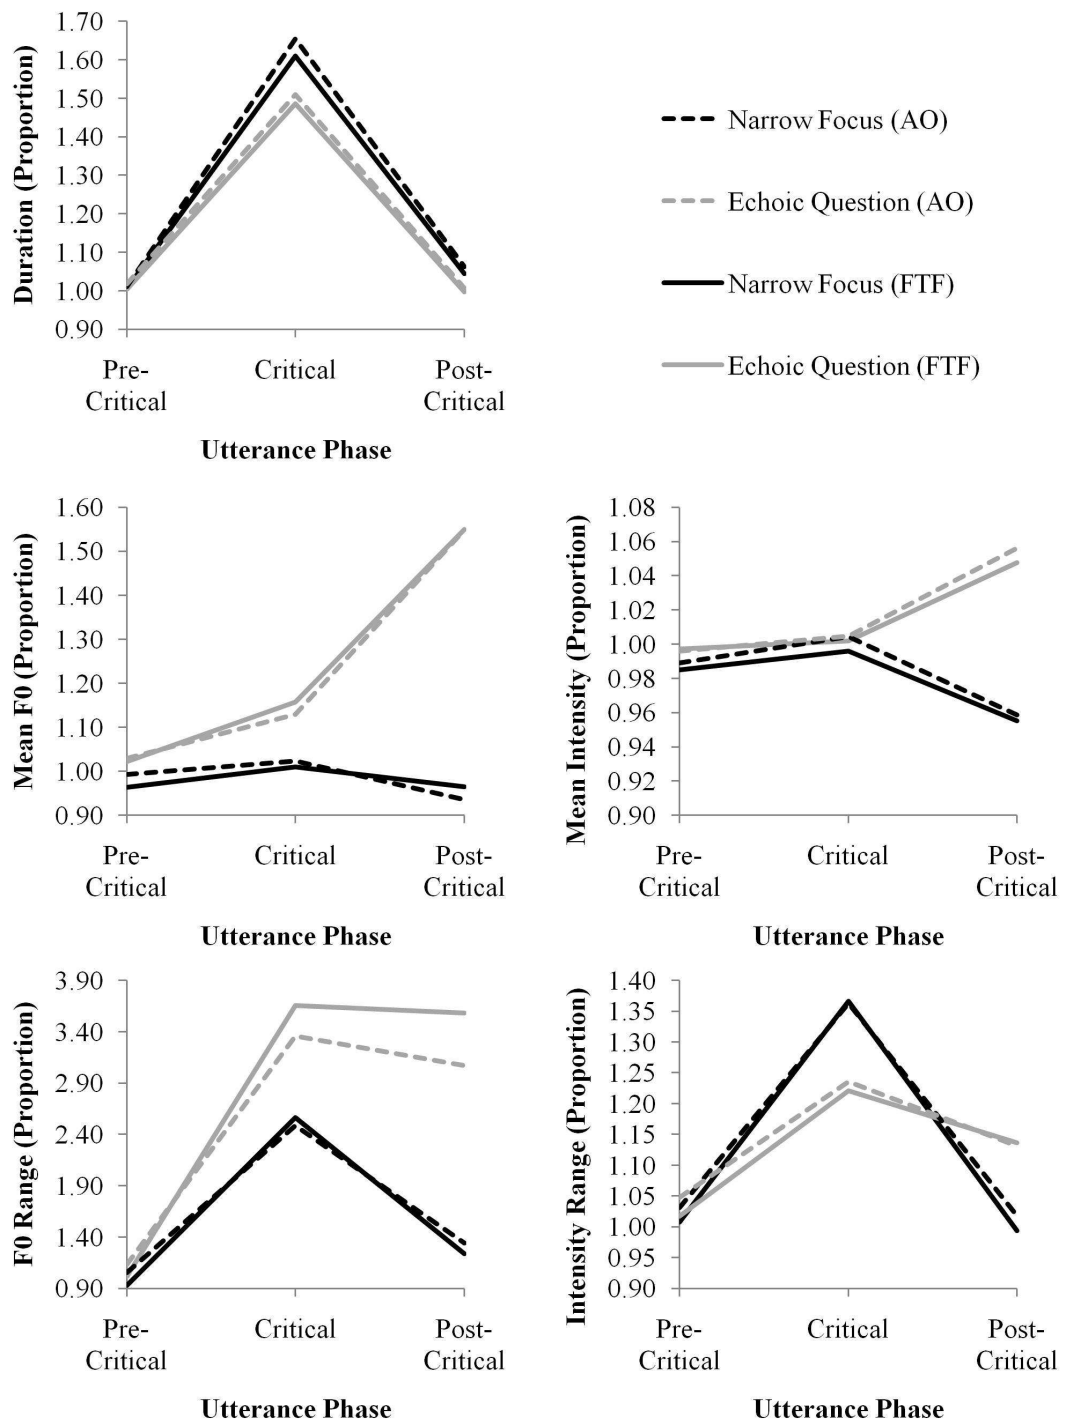 Duration (Proportion)
1.70
1.60
1.50
1.40
1.30
1.20
1.10
1.00
0.90
Pre-
Critical
Critical
Post-
Critical
Utterance Phase
Narrow Focus (AO)
Echoic Question (AO)
Narrow Focus (FTF)
Echoic Question (FTF)
Mean F0 (Proportion)
1.60
1.50
1.40
1.30
1.20
1.10
1.00
0.90
Pre-
Critical
Critical
Post-
Critical
Utterance Phase
Mean Intensity (Proportion)
1.08
1.06
1.04
1.02
1.00
0.98
0.96
0.94
0.92
0.90
Pre-
Critical
Critical
Post-
Critical
Utterance Phase
F0 Range (Proportion)
3.90
3.40
2.90
2.40
1.90
1.40
0.90
Pre-
Critical
Critical
Post-
Critical
Utterance Phase
Intensity Range (Proportion)
1.40
1.35
1.30
1.25
1.20
1.15
1.10
1.05
1.00
0.95
0.90
Pre-
Critical
Critical
Post-
Critical
Utterance Phase